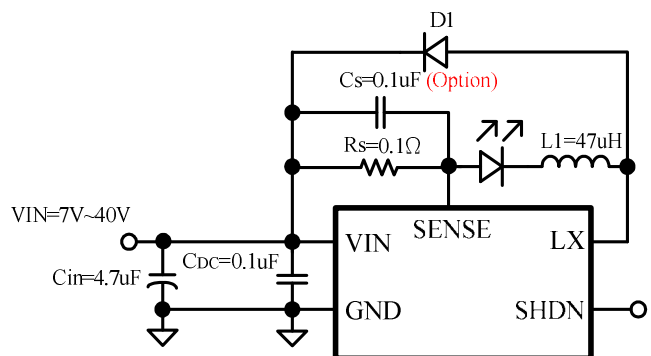 D1
Cs=0.1uF (Option)
Rs=0.1Ω
L1=47uH
VIN=7V~40V
VIN
SENSE
LX
CDC=0.1uF
Cin=4.7uF
GND
SHDN